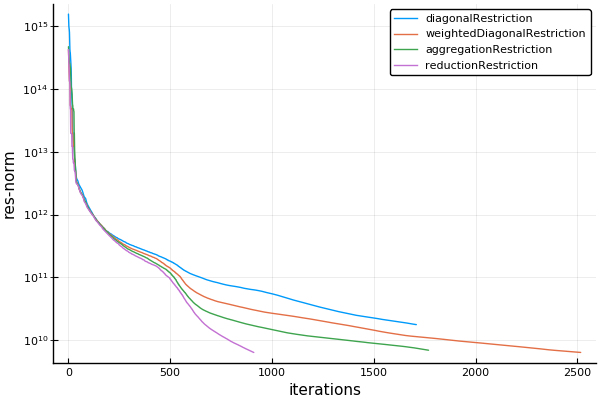 diagonalRestriction
weightedDiagonalRestriction
aggregationRestriction
reductionRestriction
10^15
10^14
10^13
10^12
10^11
10^10
res-norm
0 500 1000 1500 2000 2500
iterations